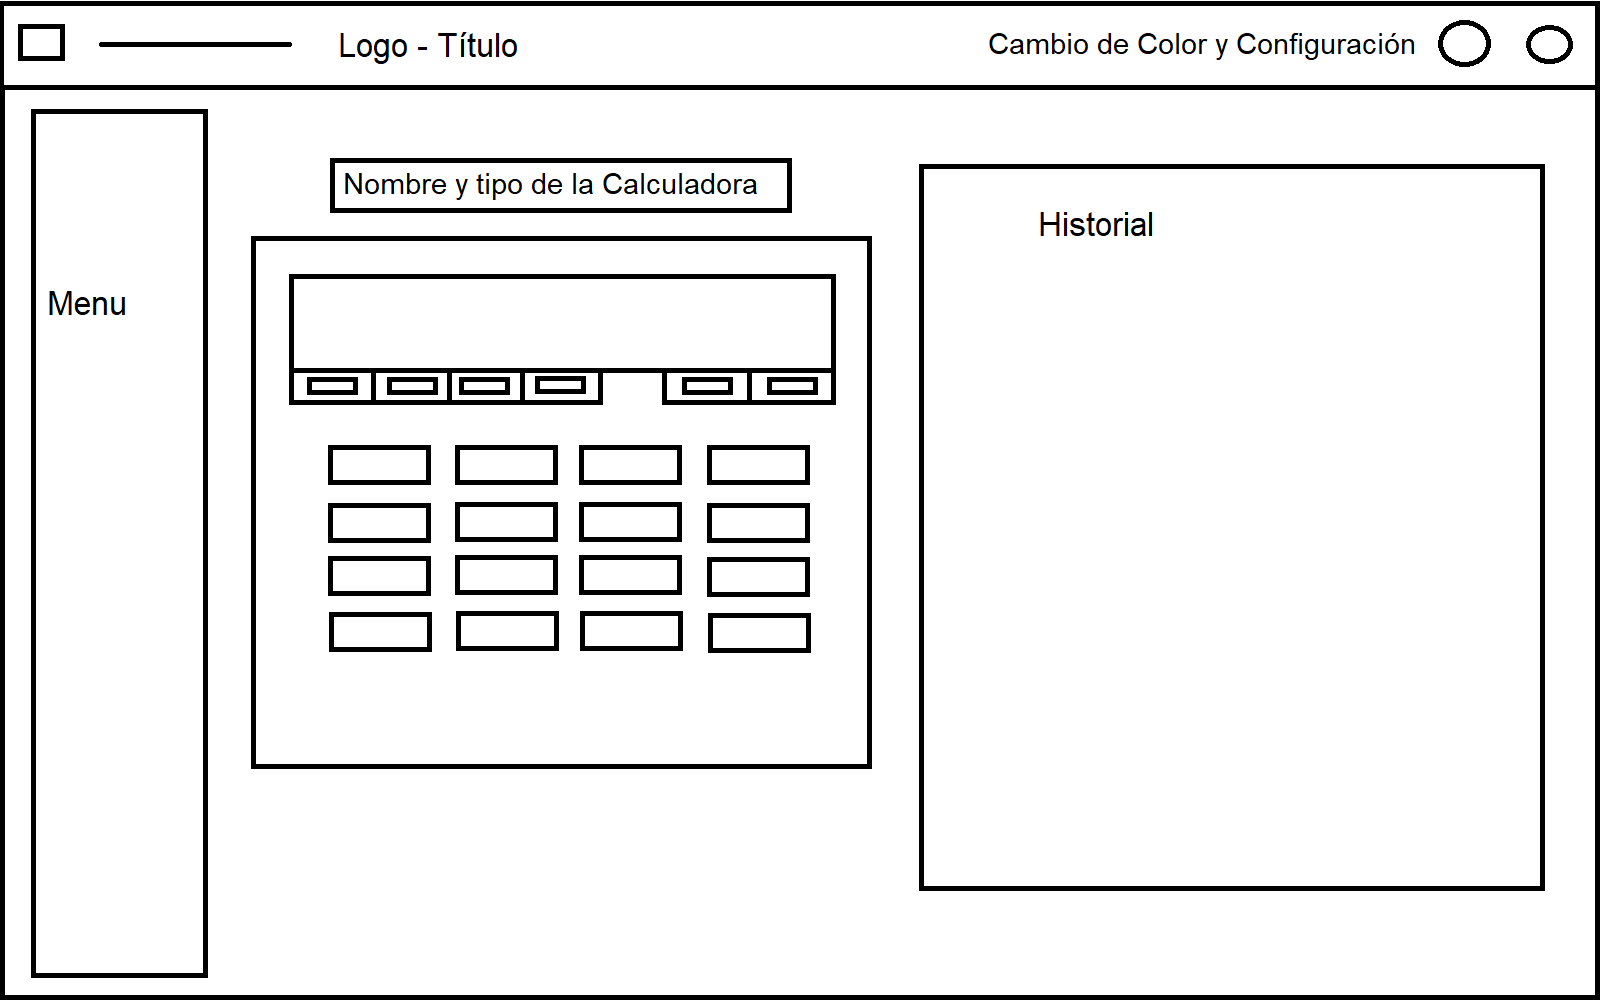 Logo - Título
Cambio de Color y Configuración
Nombre y tipo de la Calculadora
Historial
Menu